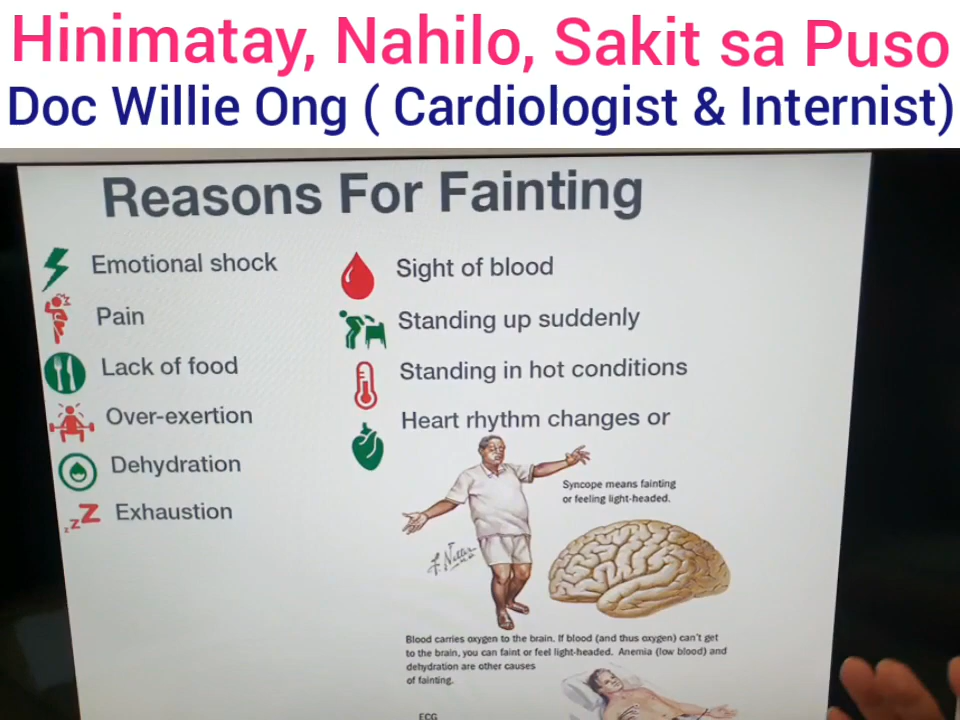 Hinimatay, Nahilo, Sakit sa Puso
Doc Willie Ong ( Cardiologist & Internist)
Reasons For Fainting
Emotional shock
Pain
Lack of food
Over-exertion
Dehydration
Exhaustion
Sight of blood
Standing up suddenly
Standing in hot conditions
Heart rhythm changes or
Syncope means fainting
or feeling light-headed.
Blood carries oxygen to the brain. If blood (and thus oxygen) can't get
to the brain, you can faint or feel light-headed. Anemia (low blood) and
dehydration are other causes
of fainting.
ECG